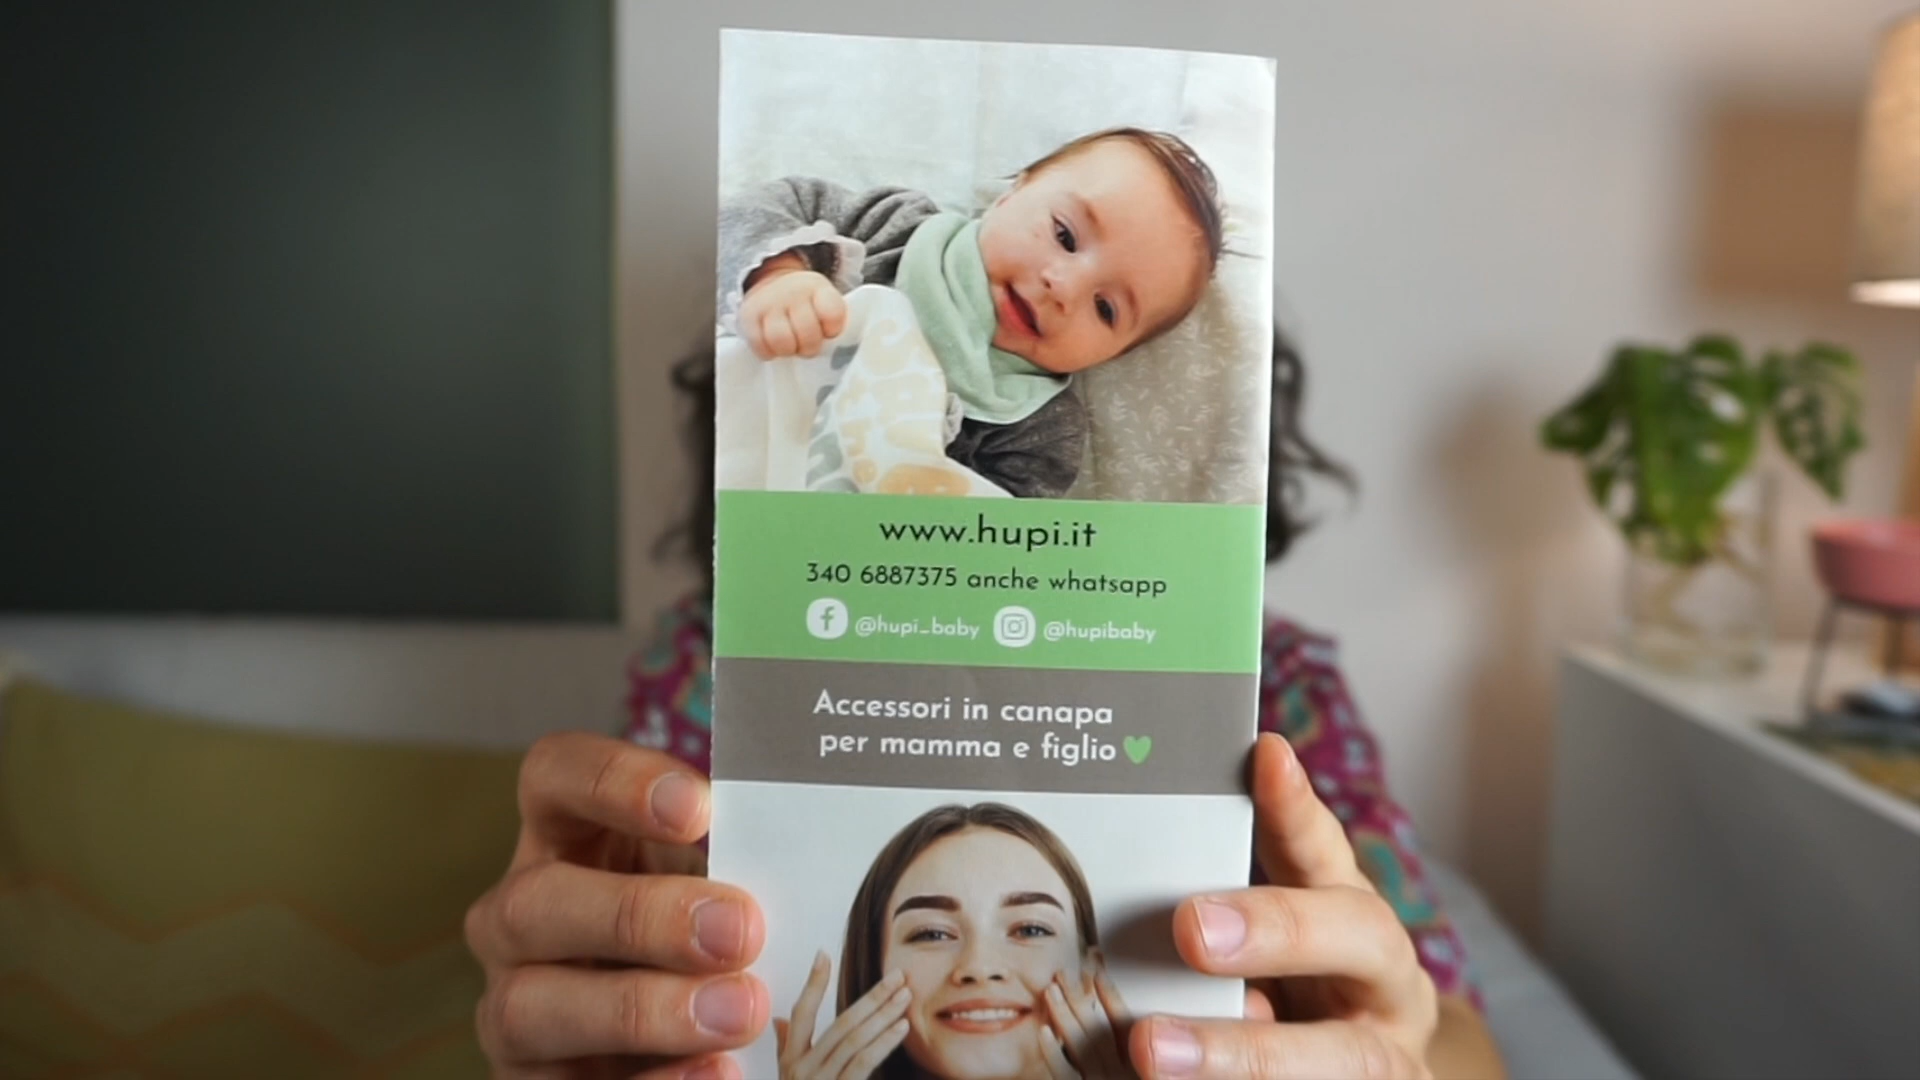 www.hupi.it
340 6887375 anche whatsapp
@hupi_baby @hupibaby
Accessori in canapa
per mamma e figlio